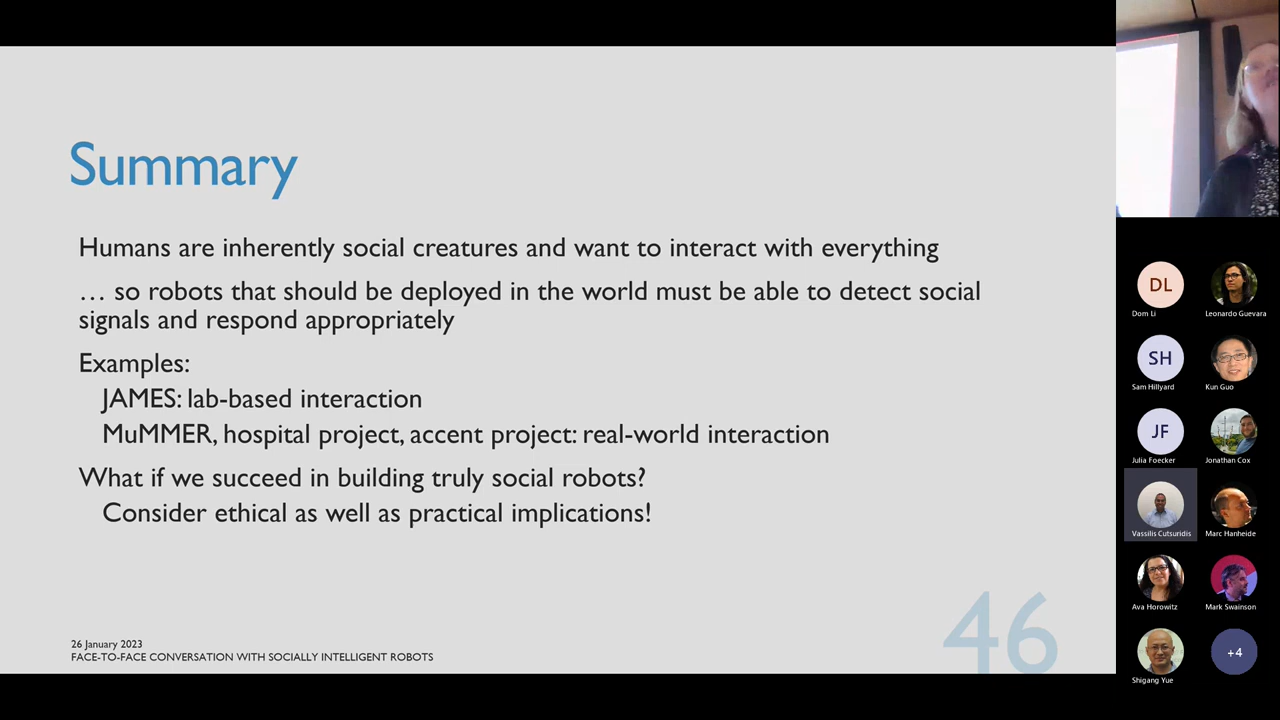 Summary
Humans are inherently social creatures and want to interact with everything
… so robots that should be deployed in the world must be able to detect social
signals and respond appropriately
Examples:
JAMES: lab-based interaction
MuMMER, hospital project, accent project: real-world interaction
What if we succeed in building truly social robots?
Consider ethical as well as practical implications!
26 January 2023
FACE-TO-FACE CONVERSATION WITH SOCIALLY INTELLIGENT ROBOTS
46
DL
Dom Li
Leonardo Guevara
SH
Sam Hillyard
Kun Guo
JF
Julia Foecker
Jonathan Cox
Vassilis Cutsuridis
Marc Hanheide
Ava Horowitz
Mark Swainson
Shigang Yue
+4